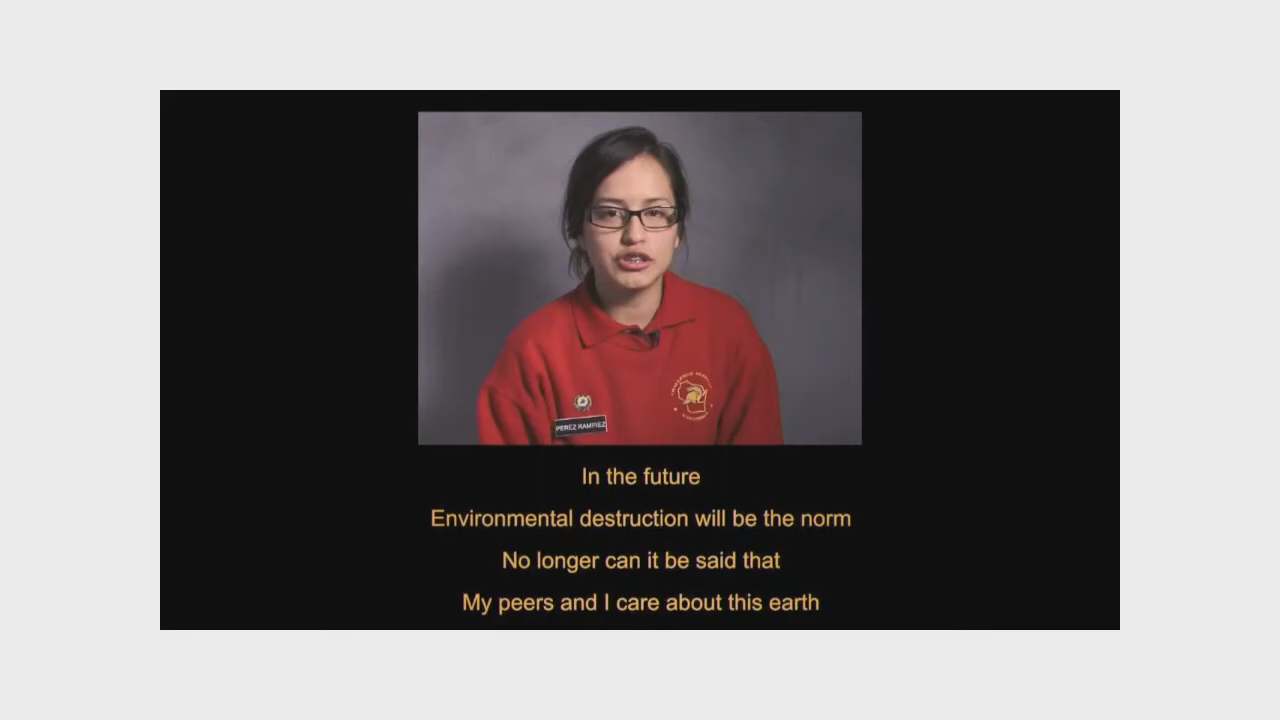 PEREZ RAMIREZ
In the future
Environmental destruction will be the norm
No longer can it be said that
My peers and I care about this earth